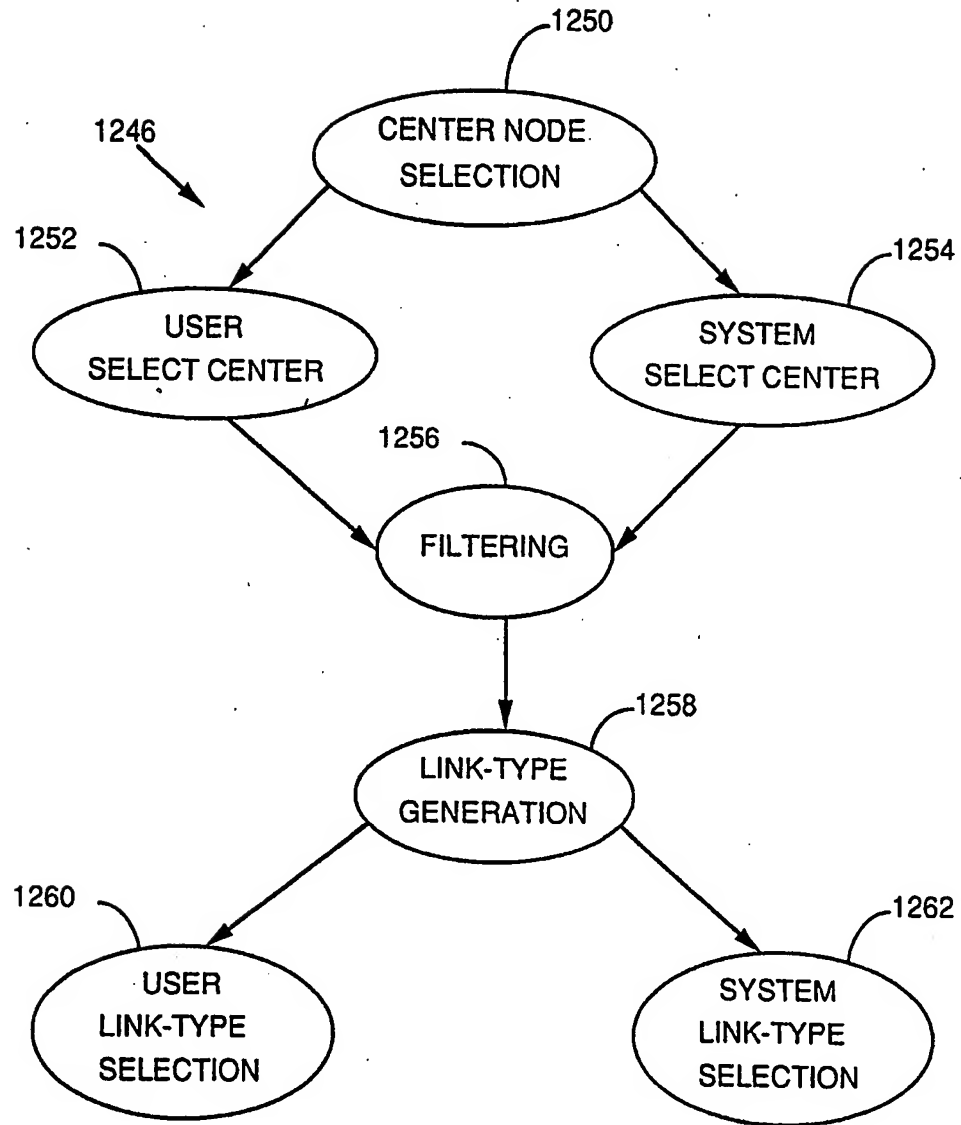 1250
CENTER NODE
SELECTION
1246
1252
USER
SELECT CENTER
1254
SYSTEM
SELECT CENTER
1256
FILTERING
1258
LINK-TYPE
GENERATION
1260
USER
LINK-TYPE
SELECTION
1262
SYSTEM
LINK-TYPE
SELECTION